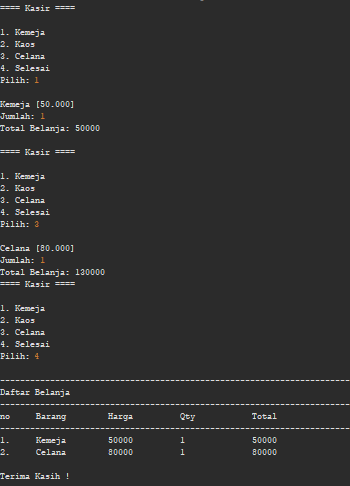 ==== Kasir ====
1. Kemeja
2. Kaos
3. Celana
4. Selesai
Pilih: 1
Kemeja [50.000]
Jumlah: 1
Total Belanja: 50000
==== Kasir ====
1. Kemeja
2. Kaos
3. Celana
4. Selesai
Pilih: 3
Celana [80.000]
Jumlah: 1
Total Belanja: 130000
==== Kasir ====
1. Kemeja
2. Kaos
3. Celana
4. Selesai
Pilih: 4
----------------------------------------------------------------------
Daftar Belanja
----------------------------------------------------------------------
no Barang Harga Qty Total
----------------------------------------------------------------------
1. Kemeja 50000 1 50000
2. Celana 80000 1 80000
Terima Kasih !